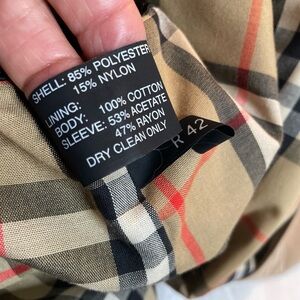 SHELL: 85% POLYESTER
15% NYLON
LINING:
BODY: 100% COTTON
SLEEVE: 53% ACETATE
47% RAYON
DRY CLEAN ONLY
R 42